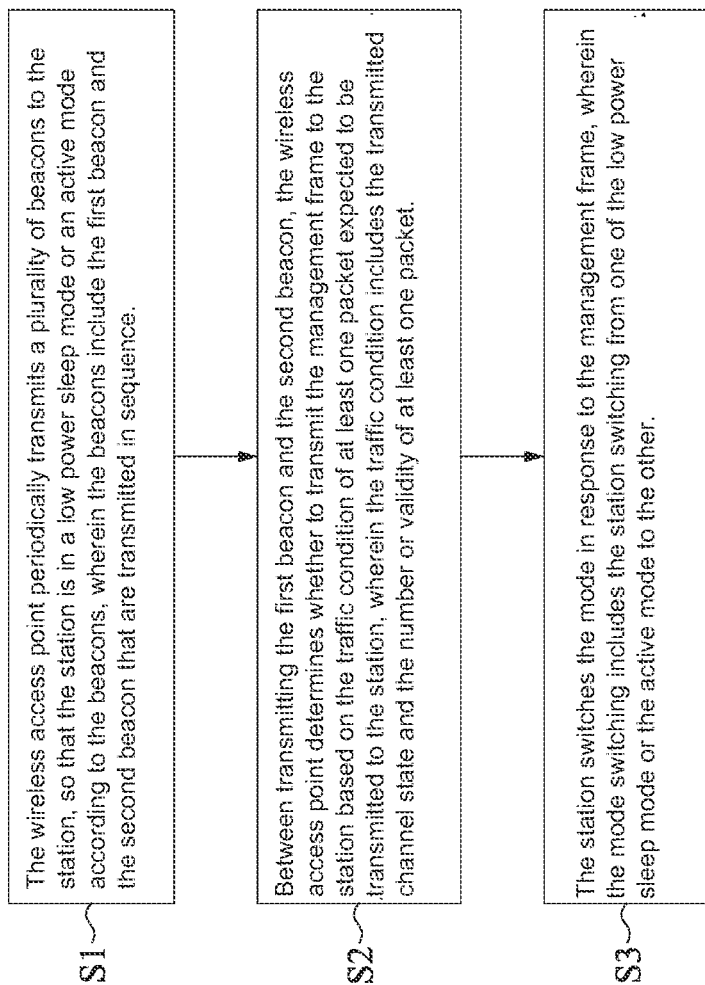 S1
The wireless access point periodically transmits a plurality of beacons to the
station, so that the station is in a low power sleep mode or an active mode
according to the beacons, wherein the beacons include the first beacon and
the second beacon that are transmitted in sequence.
S2
Between transmitting the first beacon and the second beacon, the wireless
access point determines whether to transmit the management frame to the
station based on the traffic condition of at least one packet expected to be
transmitted to the station, wherein the traffic condition includes the transmitted
channel state and the number or validity of at least one packet.
S3
The station switches the mode in response to the management frame, wherein
the mode switching includes the station switching from one of the low power
sleep mode or the active mode to the other.